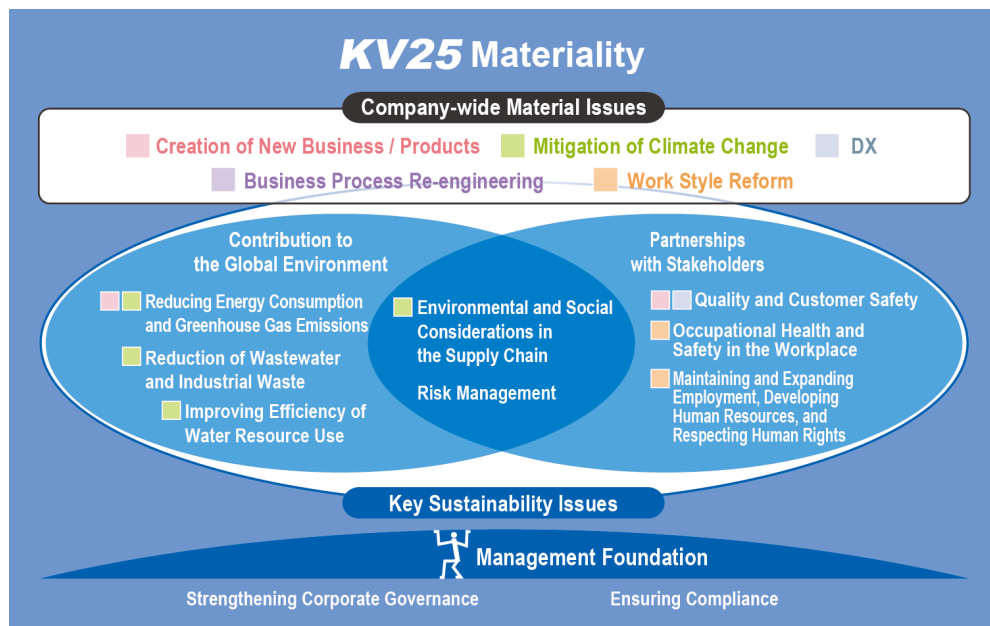 KV25 Materiality
Company-wide Material Issues
Creation of New Business / Products
Mitigation of Climate Change
DX
Business Process Re-engineering
Work Style Reform
Contribution to
the Global Environment
Reducing Energy Consumption
and Greenhouse Gas Emissions
Reduction of Wastewater
and Industrial Waste
Improving Efficiency of
Water Resource Use
Environmental and Social
Considerations in
the Supply Chain
Risk Management
Partnerships
with Stakeholders
Quality and Customer Safety
Occupational Health and
Safety in the Workplace
Maintaining and Expanding
Employment, Developing
Human Resources, and
Respecting Human Rights
Key Sustainability Issues
Management Foundation
Strengthening Corporate Governance
Ensuring Compliance